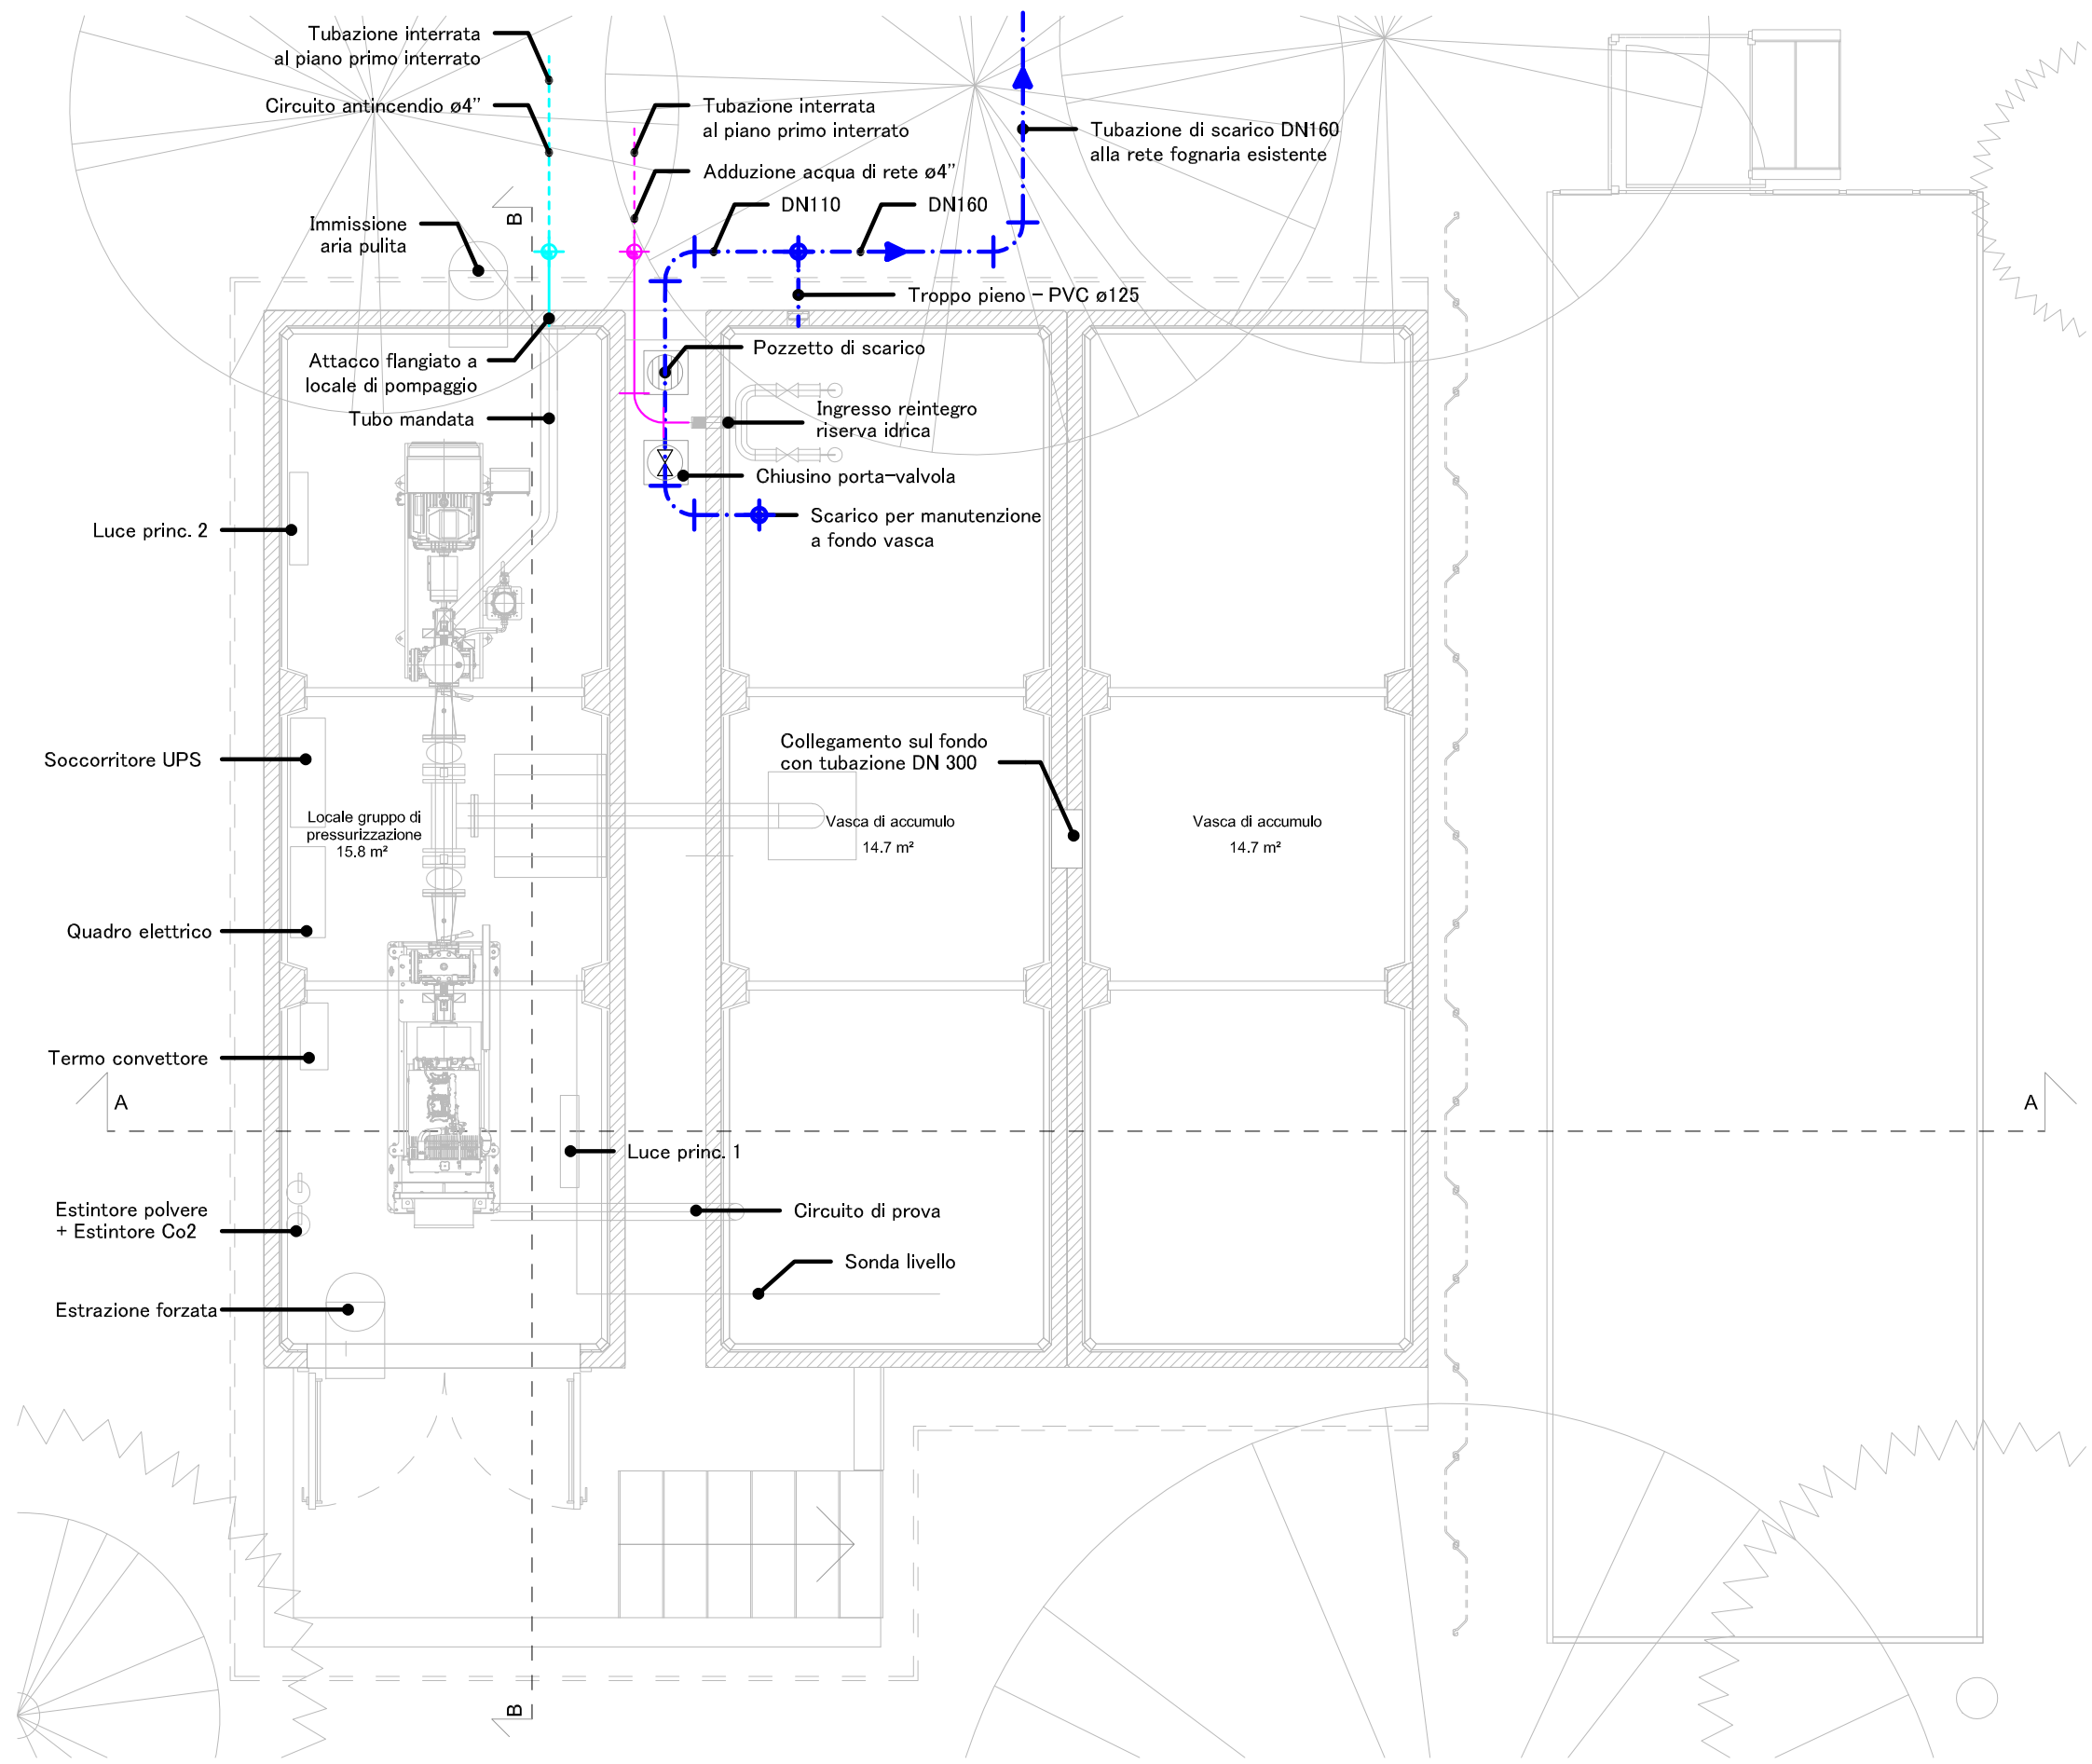 Tubazione interrata
al piano primo interrato
Circuito antincendio ø4"
Tubazione interrata
al piano primo interrato
Tubazione di scarico DN160
alla rete fognaria esistente
Adduzione acqua di rete ø4"
DN110
DN160
B
Immissione
aria pulita
Troppo pieno - PVC ø125
Attacco flangiato a
locale di pompaggio
Pozzetto di scarico
Tubo mandata
Ingresso reintegro
riserva idrica
Chiusino porta-valvola
Luce princ. 2
Scarico per manutenzione
a fondo vasca
Soccorritore UPS
Collegamento sul fondo
con tubazione DN 300
Locale gruppo di
pressurizzazione
15.8 m²
Vasca di accumulo
14.7 m²
Vasca di accumulo
14.7 m²
Quadro elettrico
Termo convettore
A
A
Luce princ. 1
Estintore polvere
+ Estintore Co2
Circuito di prova
Sonda livello
Estrazione forzata
B